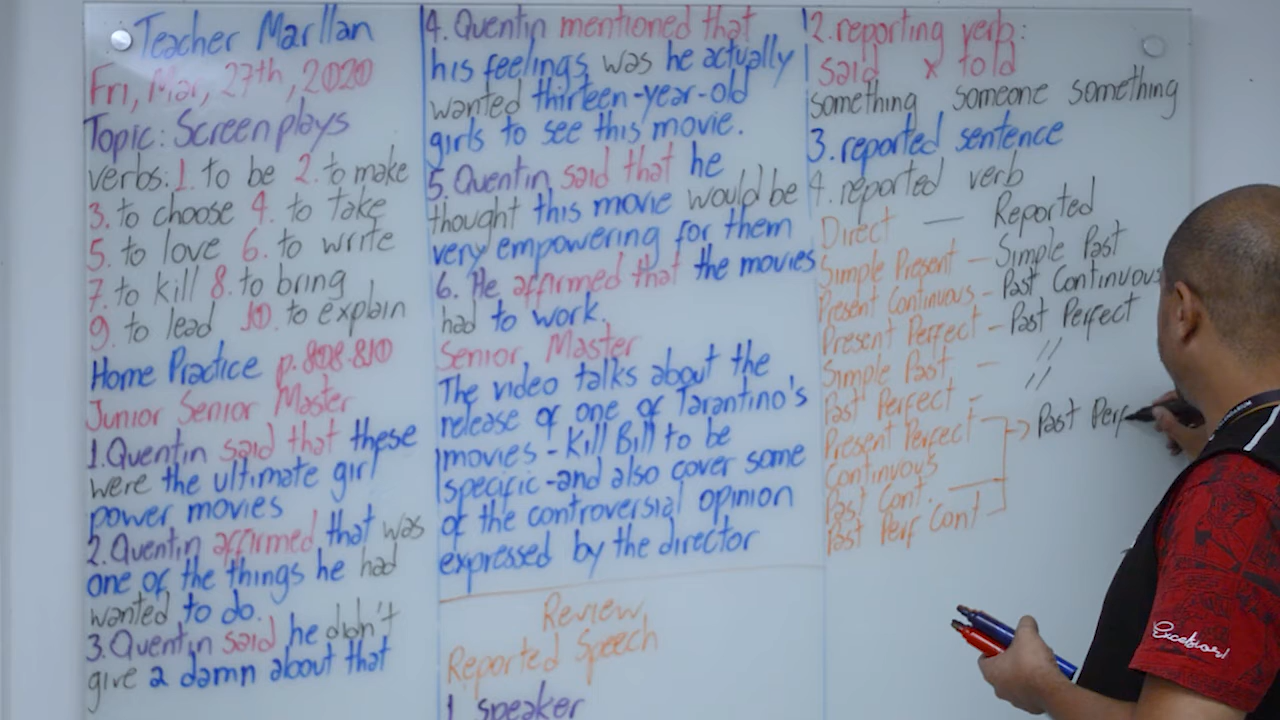 Teacher Marllan
Fri, Mar, 27th, 2020
Topic: Screenplays
verbs: 1. to be 2. to make
3. to choose 4. to take
5. to love 6. to write
7. to kill 8. to bring
9. to lead 10. to explain
Home Practice p. 808-810
Junior Senior Master
1. Quentin said that these
were the ultimate girl
power movies
2. Quentin affirmed that was
one of the things he had
wanted to do.
3. Quentin said he didn't
give a damn about that
4. Quentin mentioned that
his feelings was he actually
wanted thirteen-year-old
girls to see this movie.
5. Quentin said that he
thought this movie would be
very empowering for them
6. He affirmed that the movies
had to work.
Senior Master
The video talks about the
release of one of Tarantino's
movies - Kill Bill to be
specific - and also cover some
of the controversial opinion
expressed by the director
Review
Reported Speech
1. speaker
2. reporting verb:
said x told
something someone something
3. reported sentence
4. reported verb
Direct — Reported
Simple Present - Simple Past
Present Continuous - Past Continuous
Present Perfect - Past Perfect
Simple Past - //
Past Perfect - //
Present Perfect → Past Perf
Continuous
Past Cont.
Past Perf Cont
Excelsior!